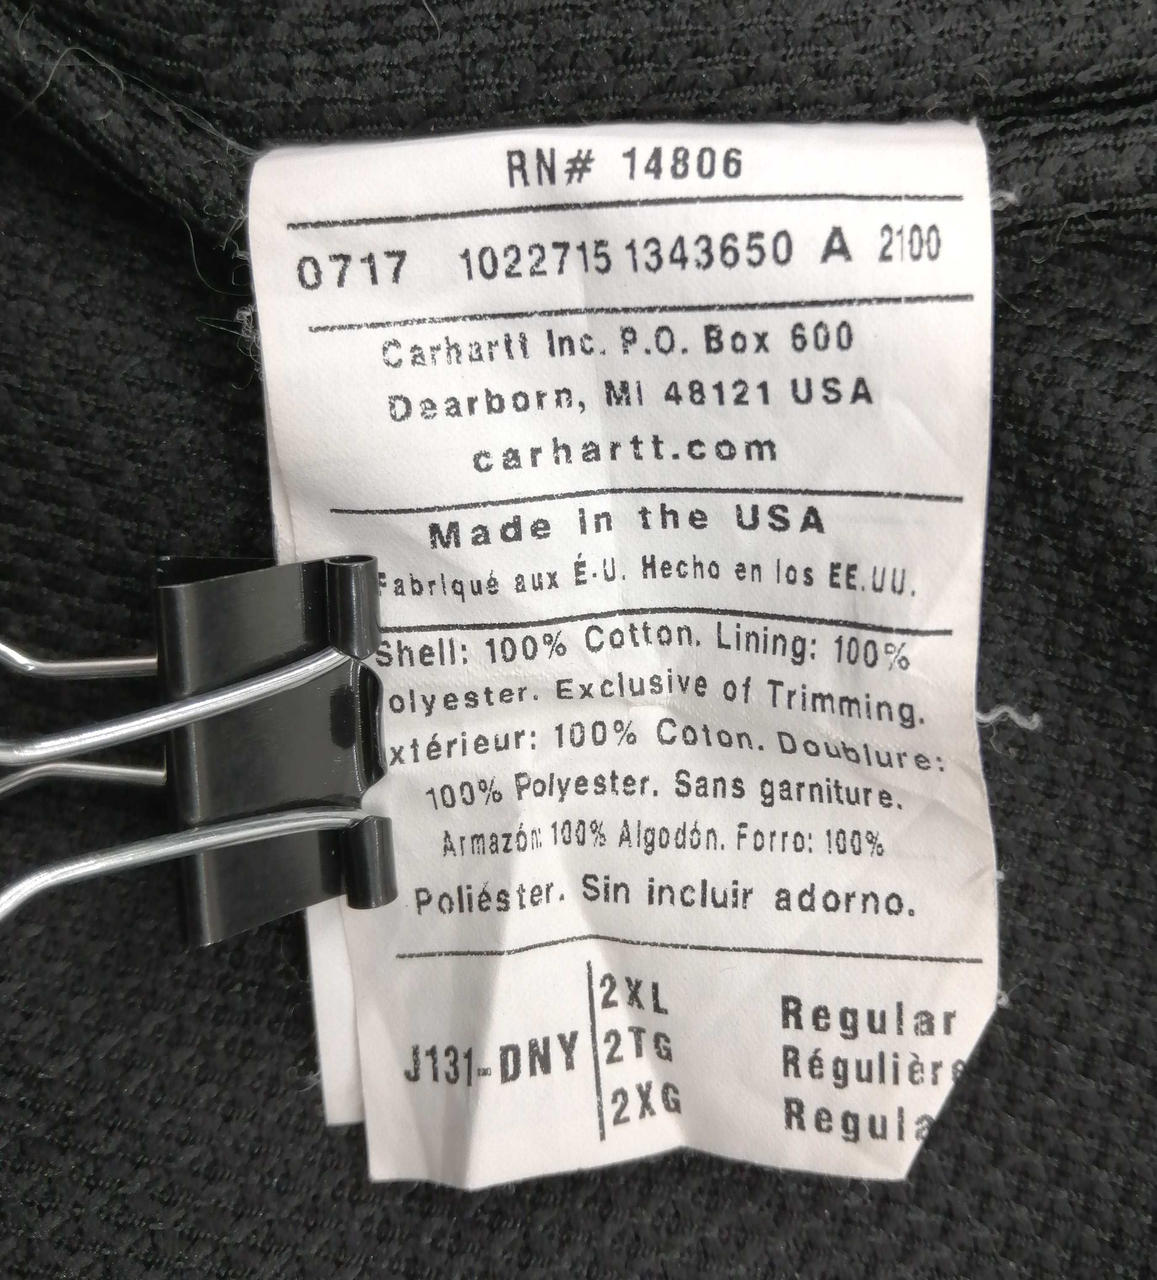 RN# 14806
0717 1022715 1343650 A 2100
Carhartt Inc. P.O. Box 600
Dearborn, MI 48121 USA
carhartt.com
Made in the USA
Fabriqué aux É.U. Hecho en los EE.UU.
Shell: 100% Cotton. Lining: 100%
olyester. Exclusive of Trimming.
xtérieur: 100% Coton. Doublure:
100% Polyester. Sans garniture.
Armazón: 100% Algodón. Forro: 100%
Poliéster. Sin incluir adorno.
J131-DNY
2XL Regular
2TG Régulière
2XG Regula